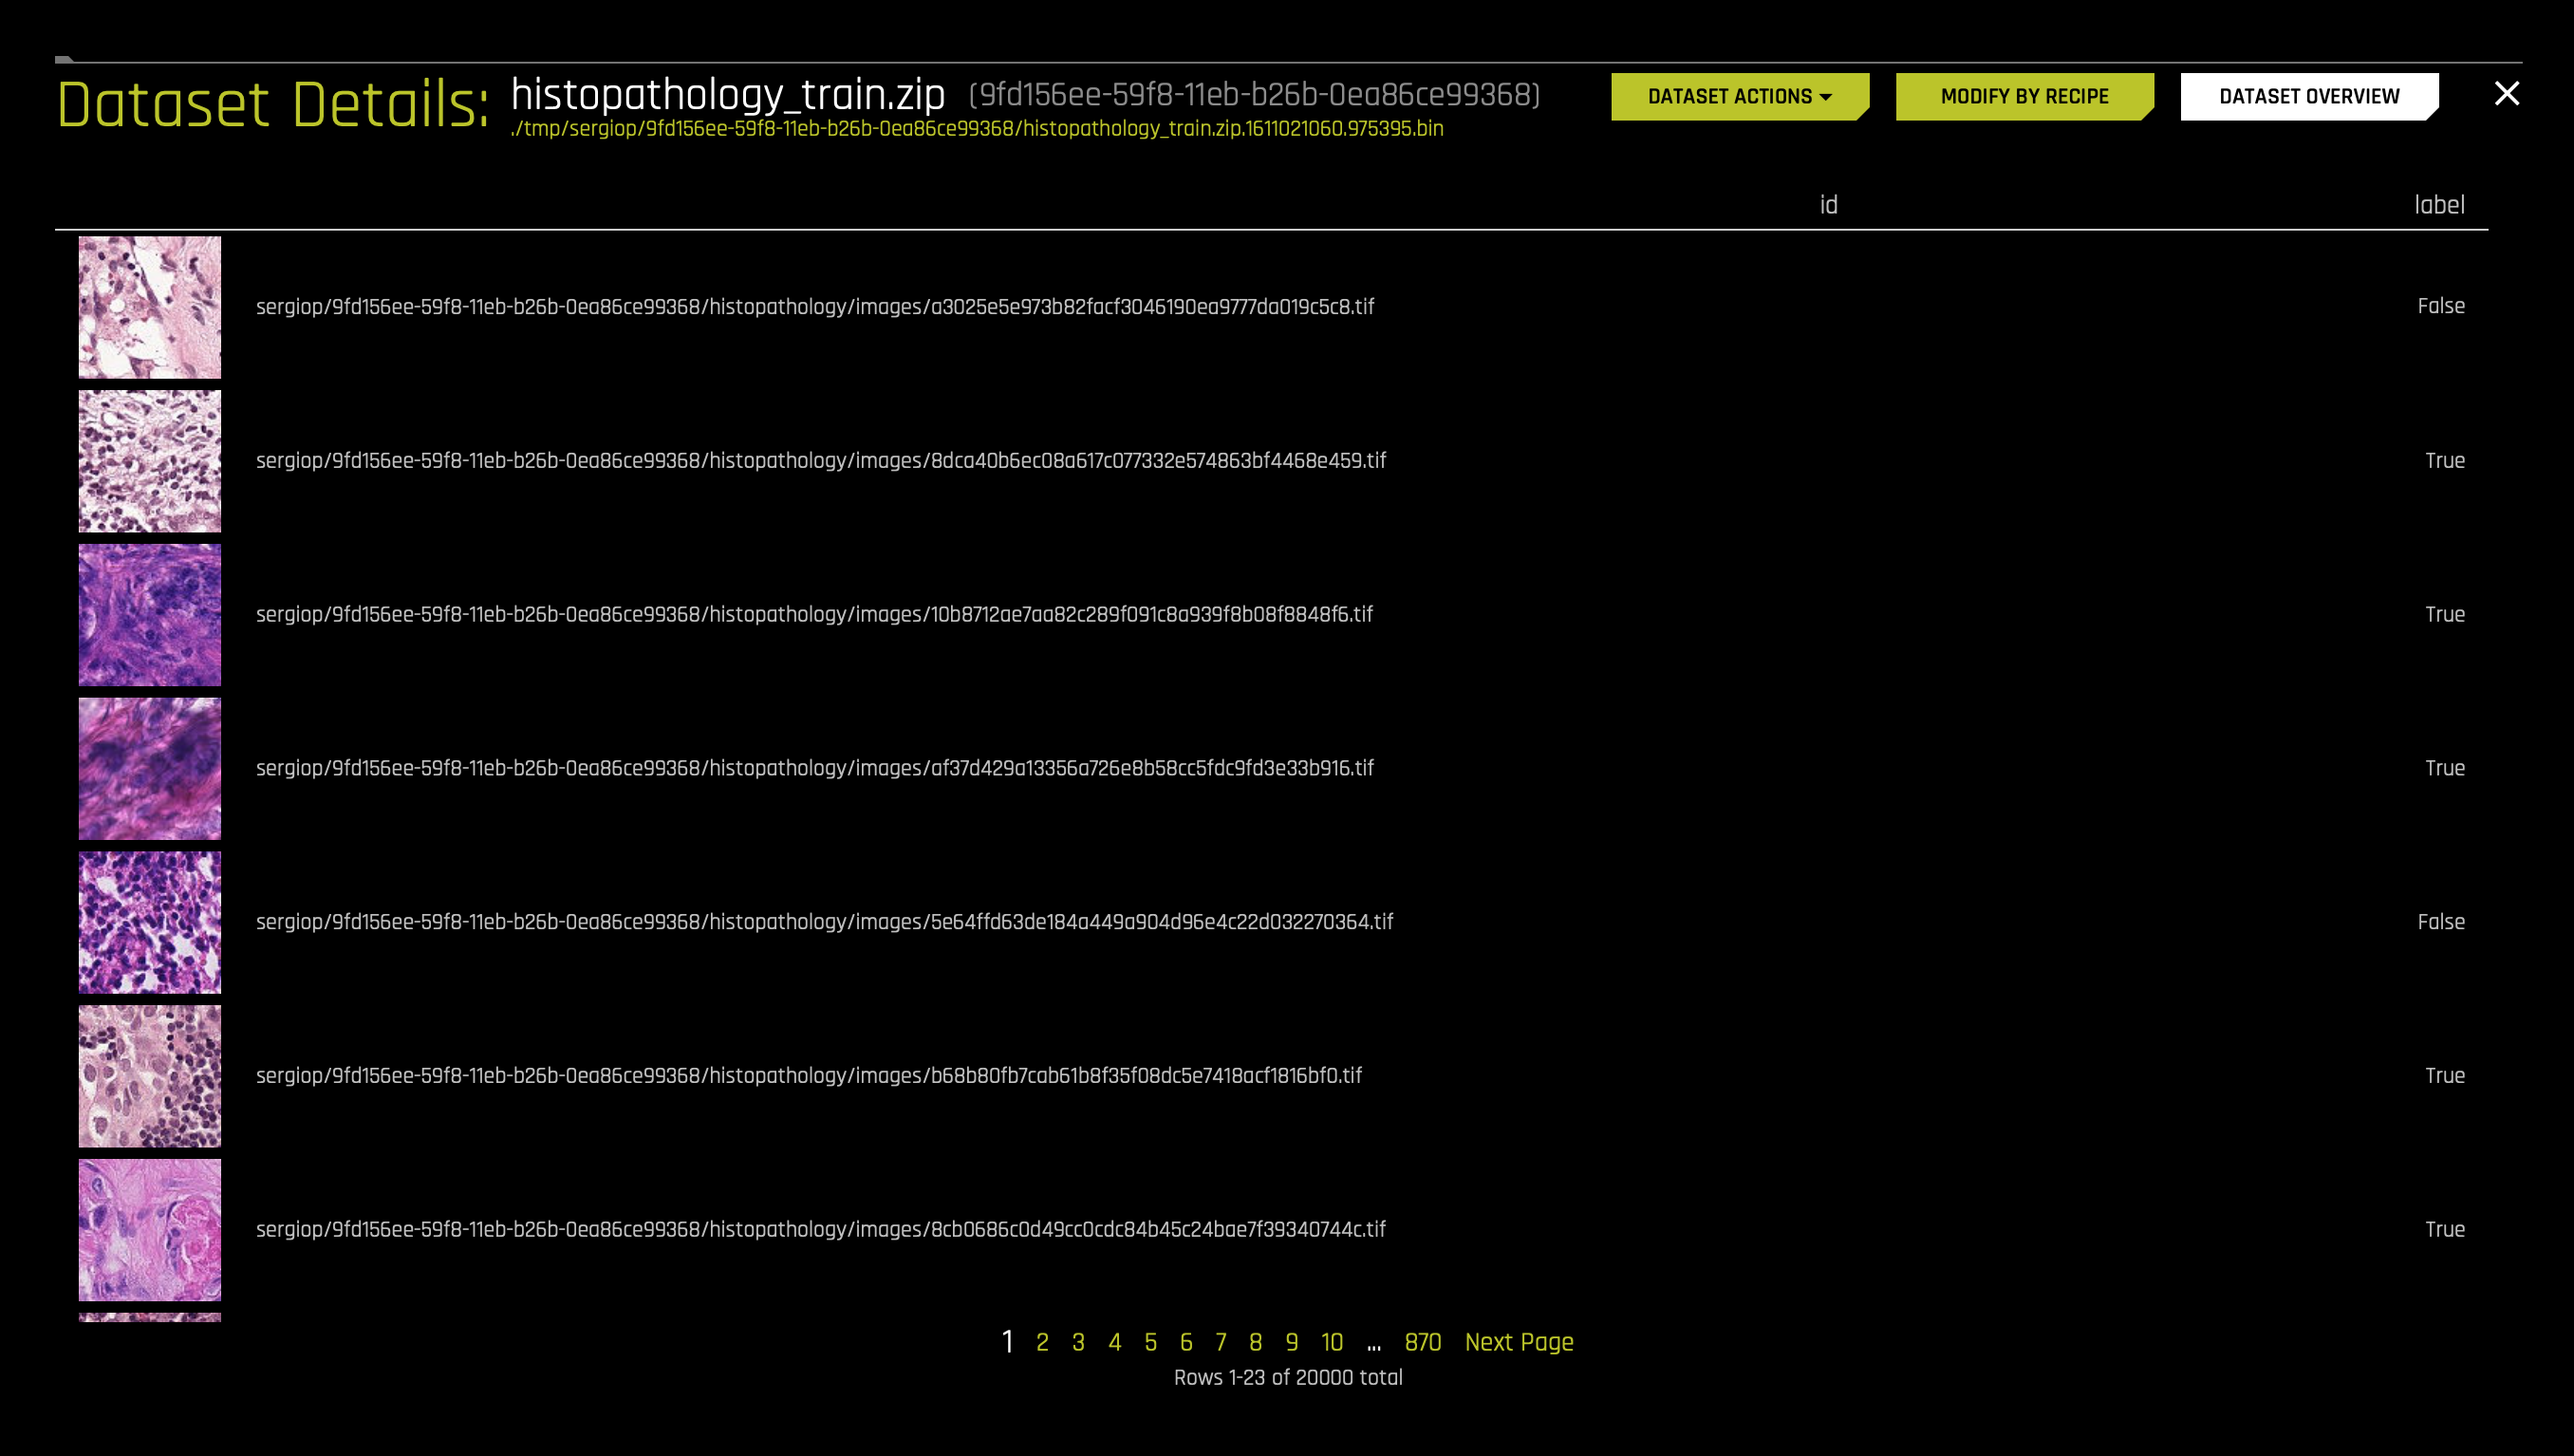 Dataset Details: histopathology_train.zip (9fd156ee-59f8-11eb-b26b-0ea86ce99368) DATASET ACTIONS MODIFY BY RECIPE DATASET OVERVIEW
./tmp/sergiop/9fd156ee-59f8-11eb-b26b-0ea86ce99368/histopathology_train.zip.1611021060.975395.bin
id label
sergiop/9fd156ee-59f8-11eb-b26b-0ea86ce99368/histopathology/images/a3025e5e973b82facf3046190ea9777da019c5c8.tif False
sergiop/9fd156ee-59f8-11eb-b26b-0ea86ce99368/histopathology/images/8dca40b6ec08a617c077332e574863bf4468e459.tif True
sergiop/9fd156ee-59f8-11eb-b26b-0ea86ce99368/histopathology/images/10b8712ae7aa82c289f091c8a939f8b08f8848f6.tif True
sergiop/9fd156ee-59f8-11eb-b26b-0ea86ce99368/histopathology/images/af37d429a13356a726e8b58cc5fdc9fd3e33b916.tif True
sergiop/9fd156ee-59f8-11eb-b26b-0ea86ce99368/histopathology/images/5e64ffd63de184a449a904d96e4c22d032270364.tif False
sergiop/9fd156ee-59f8-11eb-b26b-0ea86ce99368/histopathology/images/b68b80fb7cab61b8f35f08dc5e7418acf1816bf0.tif True
sergiop/9fd156ee-59f8-11eb-b26b-0ea86ce99368/histopathology/images/8cb0686c0d49cc0cdc84b45c24bae7f39340744c.tif True
1 2 3 4 5 6 7 8 9 10 ... 870 Next Page
Rows 1-23 of 20000 total